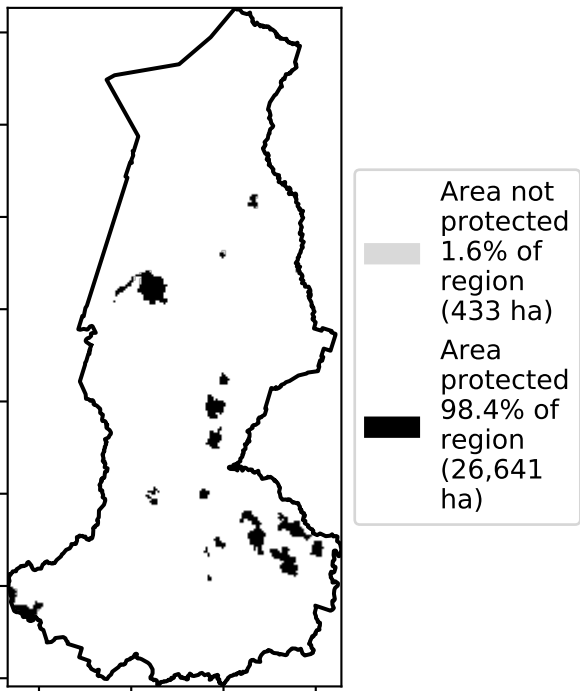 Area not
protected
1.6% of
region
(433 ha)
Area
protected
98.4% of
region
(26,641
ha)